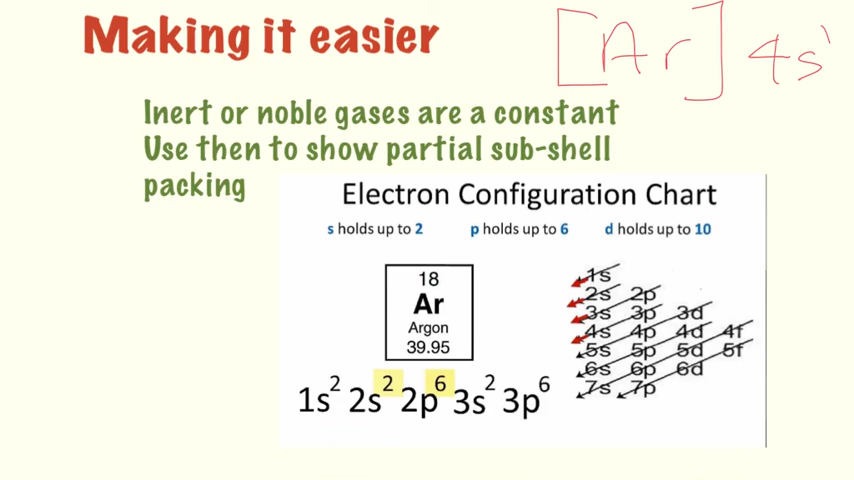 Making it easier
[Ar] 4s¹
Inert or noble gases are a constant
Use then to show partial sub-shell
packing
Electron Configuration Chart
s holds up to 2 p holds up to 6 d holds up to 10
18
Ar
Argon
39.95
1s² 2s² 2p⁶ 3s² 3p⁶
1s
2s 2p
3s 3p 3d
4s 4p 4d 4f
5s 5p 5d 5f
6s 6p 6d
7s 7p